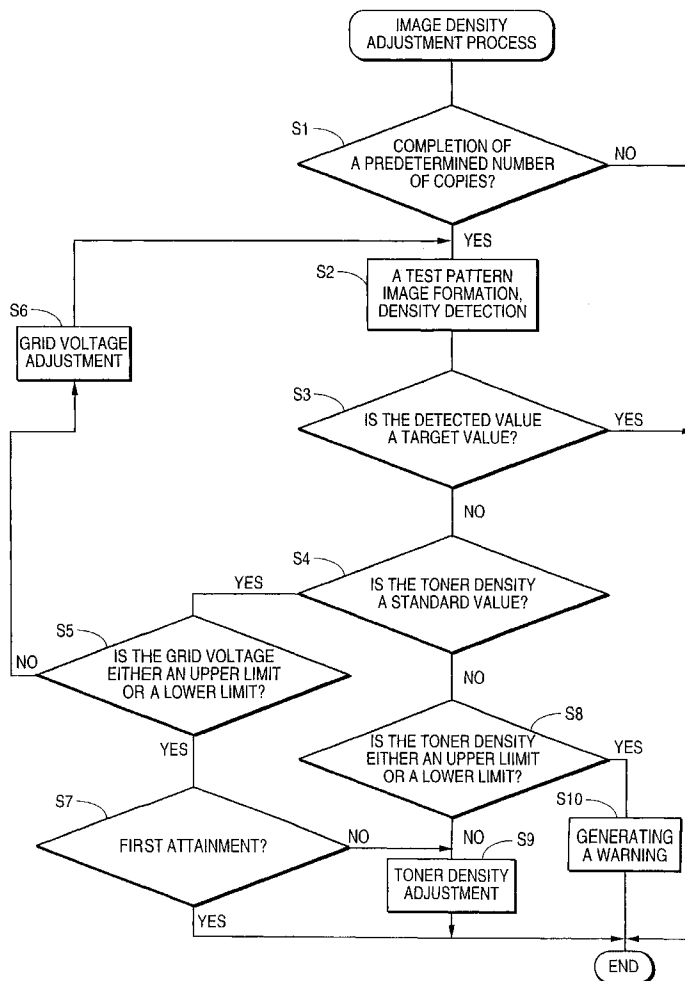 IMAGE DENSITY
ADJUSTMENT PROCESS
S1
COMPLETION OF
A PREDETERMINED NUMBER
OF COPIES?
NO
YES
S2
A TEST PATTERN
IMAGE FORMATION,
DENSITY DETECTION
S6
GRID VOLTAGE
ADJUSTMENT
S3
IS THE DETECTED VALUE
A TARGET VALUE?
YES
NO
S4
YES
IS THE TONER DENSITY
A STANDARD VALUE?
S5
NO
IS THE GRID VOLTAGE
EITHER AN UPPER LIMIT
OR A LOWER LIMIT?
NO
YES
S8
IS THE TONER DENSITY
EITHER AN UPPER LIIMIT
OR A LOWER LIMIT?
YES
S7
FIRST ATTAINMENT?
NO
YES
NO
S9
TONER DENSITY
ADJUSTMENT
S10
GENERATING
A WARNING
END